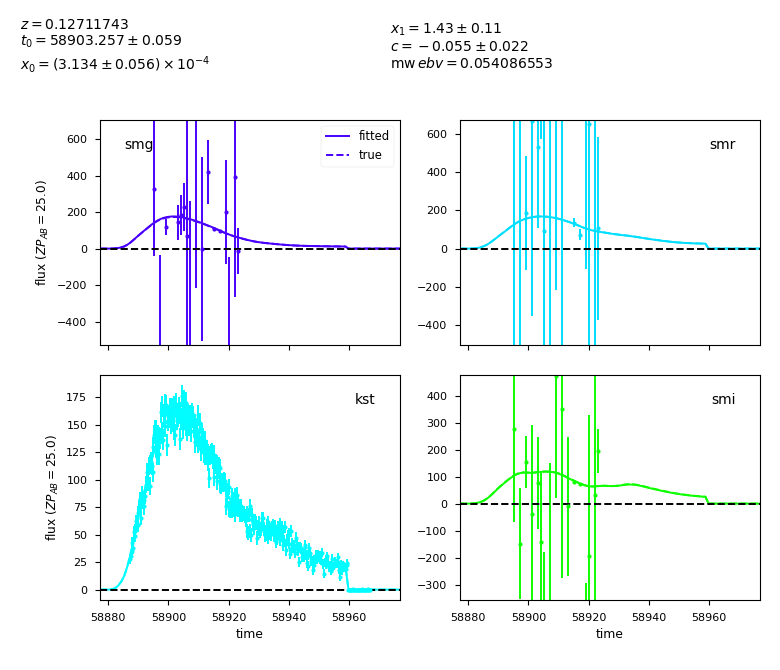 z = 0.12711743
t₀ = 58903.257 ± 0.059
x₀ = (3.134 ± 0.056) × 10⁻⁴
x₁ = 1.43 ± 0.11
c = −0.055 ± 0.022
mw ebv = 0.054086553
smg
fitted
true
600
400
200
0
−200
−400
flux (ZP_AB = 25.0)
smr
600
400
200
0
−200
−400
kst
175
150
125
100
75
50
25
0
flux (ZP_AB = 25.0)
58880 58900 58920 58940 58960
time
smi
400
300
200
100
0
−100
−200
−300
58880 58900 58920 58940 58960
time